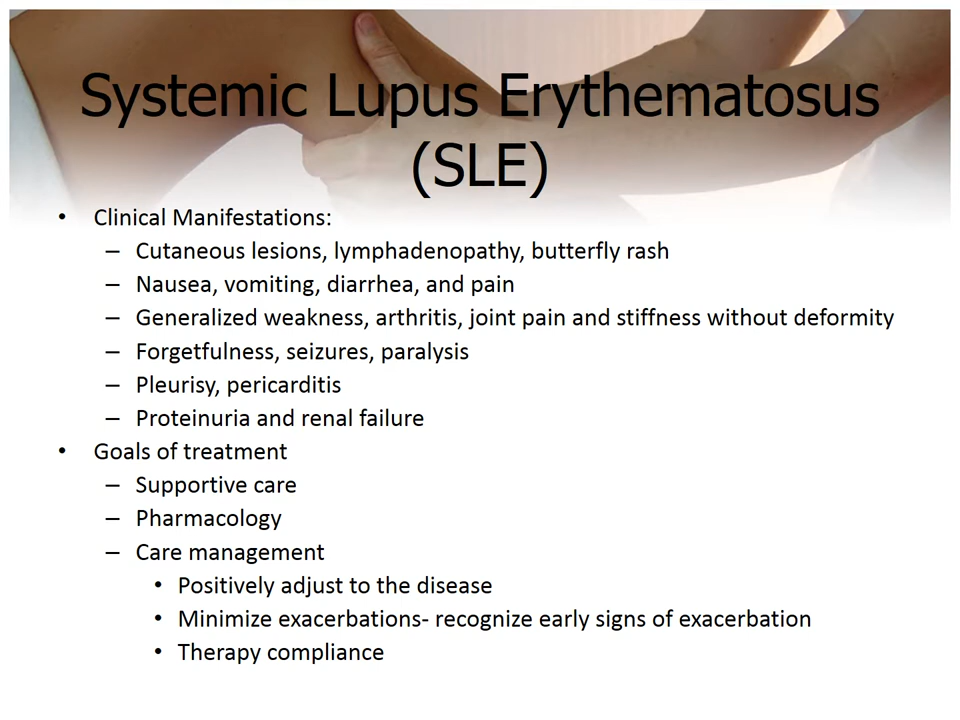 Systemic Lupus Erythematosus
(SLE)
• Clinical Manifestations:
– Cutaneous lesions, lymphadenopathy, butterfly rash
– Nausea, vomiting, diarrhea, and pain
– Generalized weakness, arthritis, joint pain and stiffness without deformity
– Forgetfulness, seizures, paralysis
– Pleurisy, pericarditis
– Proteinuria and renal failure
• Goals of treatment
– Supportive care
– Pharmacology
– Care management
• Positively adjust to the disease
• Minimize exacerbations- recognize early signs of exacerbation
• Therapy compliance